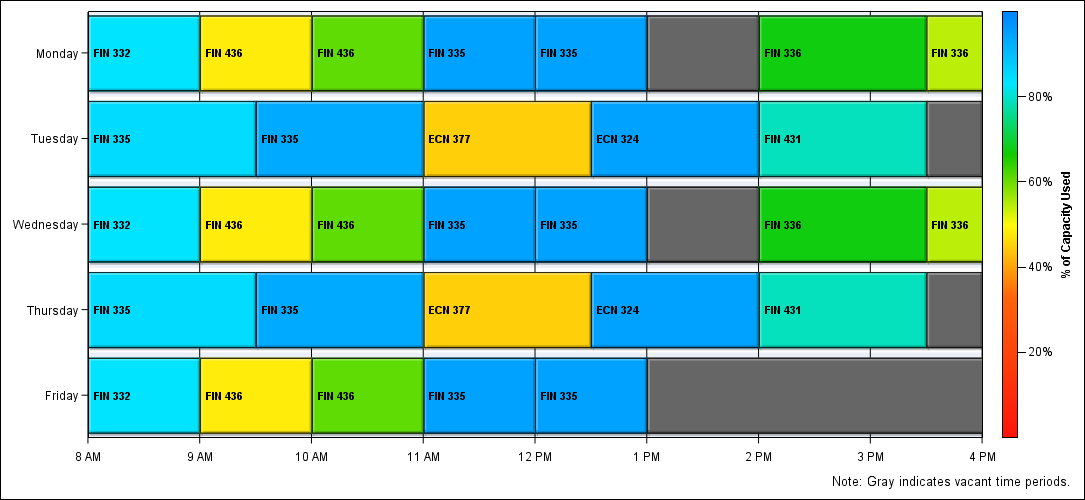 Monday FIN 332 FIN 436 FIN 436 FIN 335 FIN 335 FIN 336 FIN 336
80%
Tuesday FIN 335 FIN 335 ECN 377 ECN 324 FIN 431
60%
Wednesday FIN 332 FIN 436 FIN 436 FIN 335 FIN 335 FIN 336 FIN 336
% of Capacity Used
40%
Thursday FIN 335 FIN 335 ECN 377 ECN 324 FIN 431
20%
Friday FIN 332 FIN 436 FIN 436 FIN 335 FIN 335
8 AM 9 AM 10 AM 11 AM 12 PM 1 PM 2 PM 3 PM 4 PM
Note: Gray indicates vacant time periods.